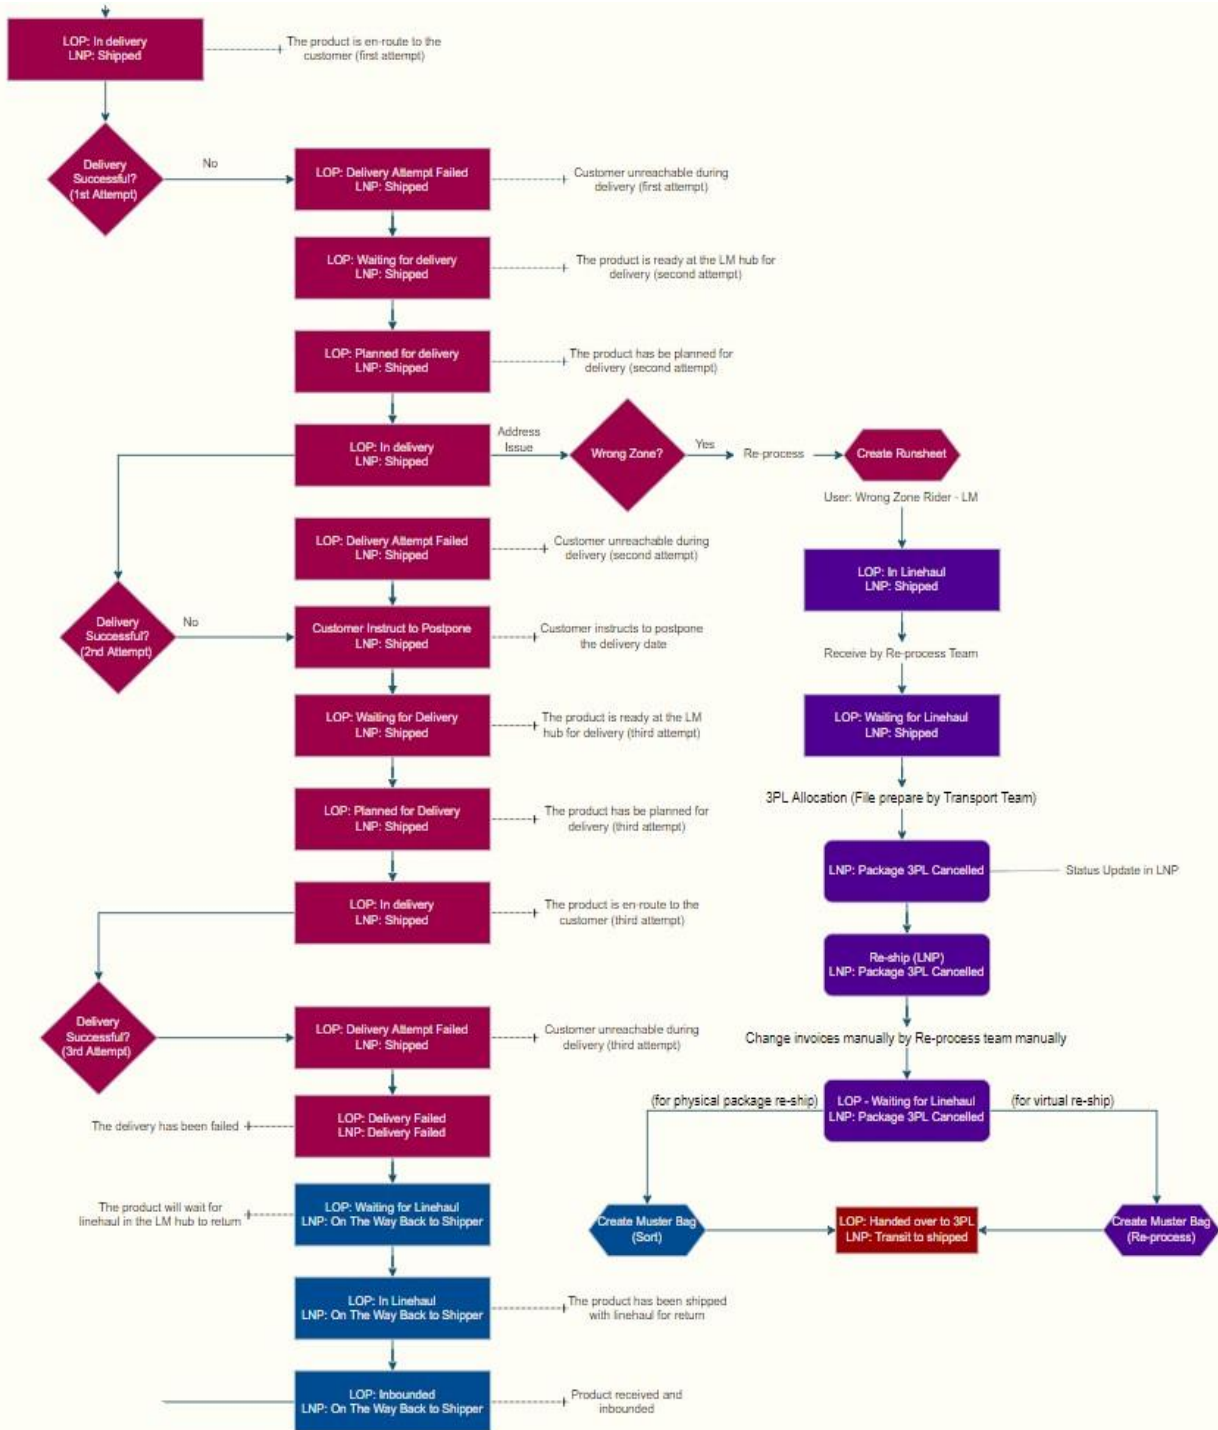 LOP: In delivery
LNP: Shipped
The product is en-route to the
customer (first attempt)
Delivery
Successful?
(1st Attempt)
No
LOP: Delivery Attempt Failed
LNP: Shipped
Customer unreachable during
delivery (first attempt)
LOP: Waiting for delivery
LNP: Shipped
The product is ready at the LM hub for
delivery (second attempt)
LOP: Planned for delivery
LNP: Shipped
The product has be planned for
delivery (second attempt)
LOP: In delivery
LNP: Shipped
Address
Issue
Wrong Zone?
Yes
Re-process
Create Runsheet
User: Wrong Zone Rider - LM
LOP: Delivery Attempt Failed
LNP: Shipped
Customer unreachable during
delivery (second attempt)
LOP: In Linehaul
LNP: Shipped
Delivery
Successful?
(2nd Attempt)
No
Customer Instruct to Postpone
LNP: Shipped
Customer instructs to postpone
the delivery date
Receive by Re-process Team
LOP: Waiting for Delivery
LNP: Shipped
The product is ready at the LM
hub for delivery (third attempt)
LOP: Waiting for Linehaul
LNP: Shipped
LOP: Planned for Delivery
LNP: Shipped
The product has be planned for
delivery (third attempt)
3PL Allocation (File prepare by Transport Team)
LNP: Package 3PL Cancelled
Status Update in LNP
LOP: In delivery
LNP: Shipped
The product is en-route to the
customer (third attempt)
Re-ship (LNP)
LNP: Package 3PL Cancelled
Delivery
Successful?
(3rd Attempt)
LOP: Delivery Attempt Failed
LNP: Shipped
Customer unreachable during
delivery (third attempt)
Change invoices manually by Re-process team manually
The delivery has been failed
LOP: Delivery Failed
LNP: Delivery Failed
(for physical package re-ship)
LOP - Waiting for Linehaul
LNP: Package 3PL Cancelled
(for virtual re-ship)
The product will wait for
linehaul in the LM hub to return
LOP: Waiting for Linehaul
LNP: On The Way Back to Shipper
Create Muster Bag
(Sort)
LOP: Handed over to 3PL
LNP: Transit to shipped
Create Muster Bag
(Re-process)
LOP: In Linehaul
LNP: On The Way Back to Shipper
The product has been shipped
with linehaul for return
LOP: Inbounded
LNP: On The Way Back to Shipper
Product received and
inbounded